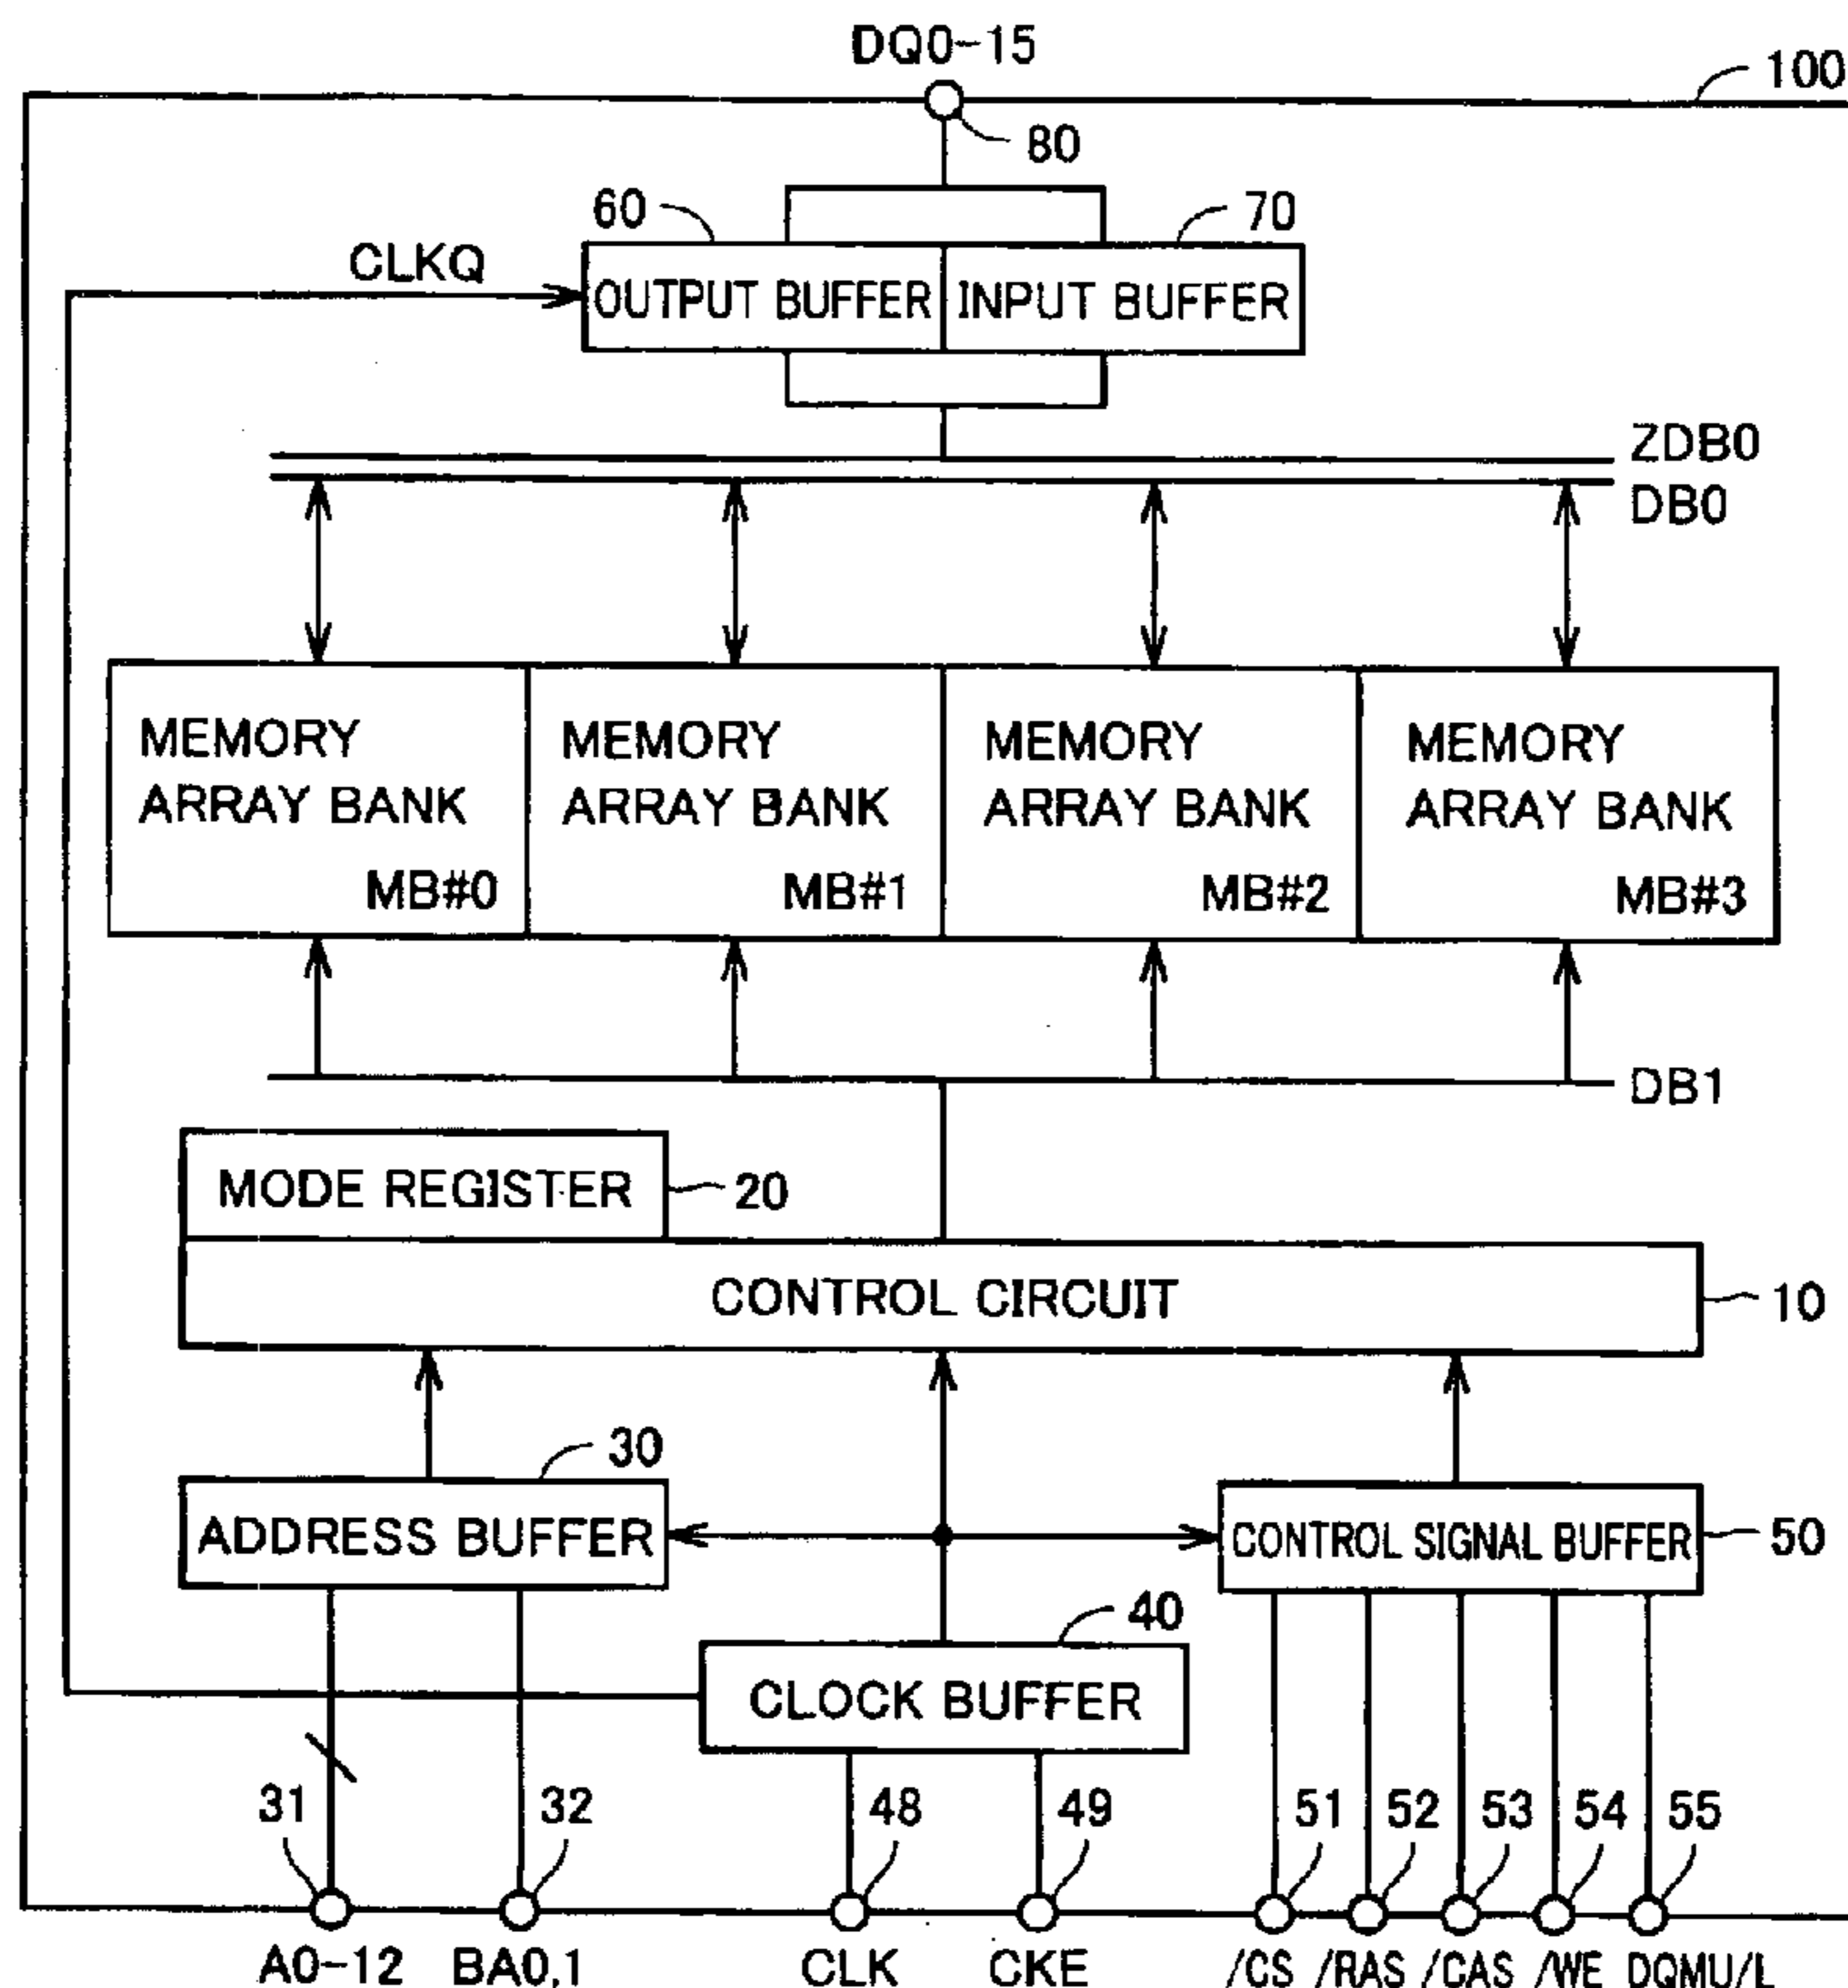 DQ0-15
100
80
60
70
CLKQ
OUTPUT BUFFER
INPUT BUFFER
ZDB0
DB0
MEMORY
ARRAY BANK
MB#0
MEMORY
ARRAY BANK
MB#1
MEMORY
ARRAY BANK
MB#2
MEMORY
ARRAY BANK
MB#3
DB1
MODE REGISTER
20
CONTROL CIRCUIT
10
30
ADDRESS BUFFER
CONTROL SIGNAL BUFFER
50
40
CLOCK BUFFER
31
32
48
49
51
52
53
54
55
A0-12
BA0,1
CLK
CKE
/CS
/RAS
/CAS
/WE
DQMU/L